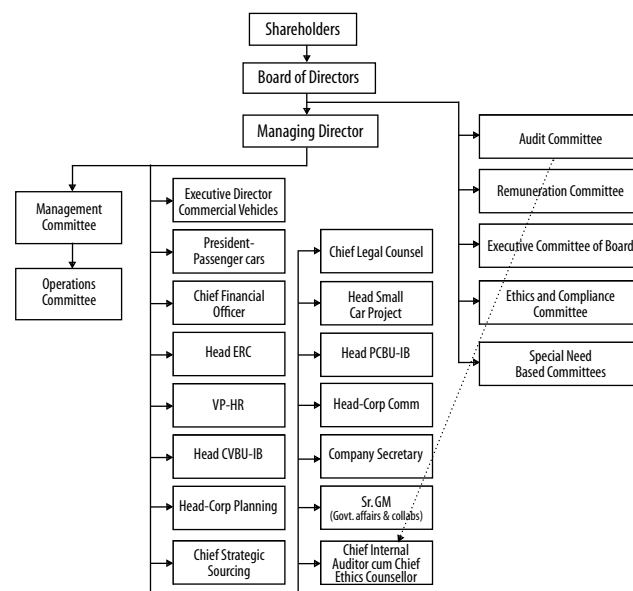 Shareholders
Board of Directors
Managing Director
Management
Committee
Operations
Committee
Executive Director
Commercial Vehicles
President-
Passenger cars
Chief Financial
Officer
Head ERC
VP-HR
Head CVBU-IB
Head-Corp Planning
Chief Strategic
Sourcing
Chief Legal Counsel
Head Small
Car Project
Head PCBU-IB
Head-Corp Comm
Company Secretary
Sr. GM
(Govt. affairs & collabs)
Chief Internal
Auditor cum Chief
Ethics Counsellor
Audit Committee
Remuneration Committee
Executive Committee of Board
Ethics and Compliance
Committee
Special Need
Based Committees